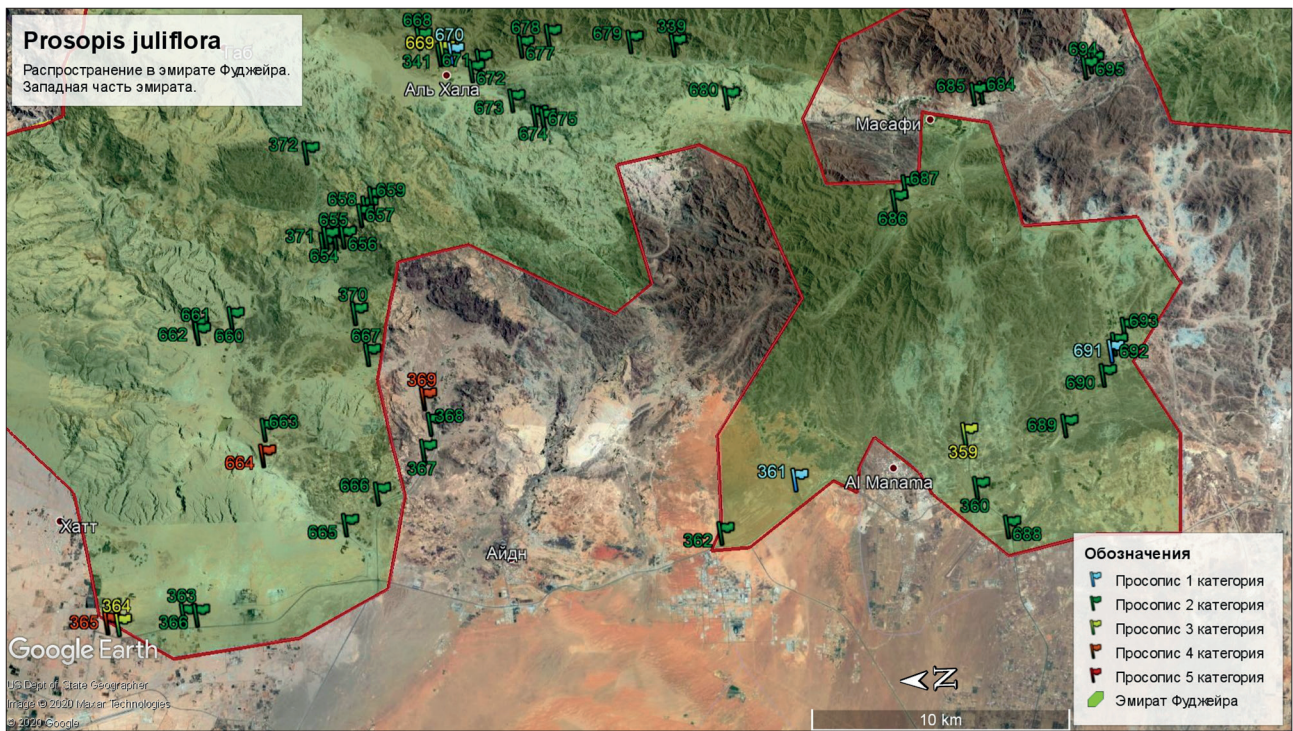 Prosopis juliflora
Распространение в эмирате Фуджейра.
Западная часть эмирата.
668
669
670
341
671
672
Аль Хала
678
677
679
339
673
674
675
680
694
695
685
684
Масафи
372
687
686
659
658
657
655
371
656
654
370
661
662
660
667
693
691
692
690
369
368
367
663
664
689
359
361
Al Manama
666
360
Хатт
665
362
688
Айдн
363
364
365
366
Обозначения
Просопис 1 категория
Просопис 2 категория
Просопис 3 категория
Просопис 4 категория
Просопис 5 категория
Эмират Фуджейра
Google Earth
US Dept of State Geographer
Image © 2020 Maxar Technologies
© 2020 Google
N
10 km